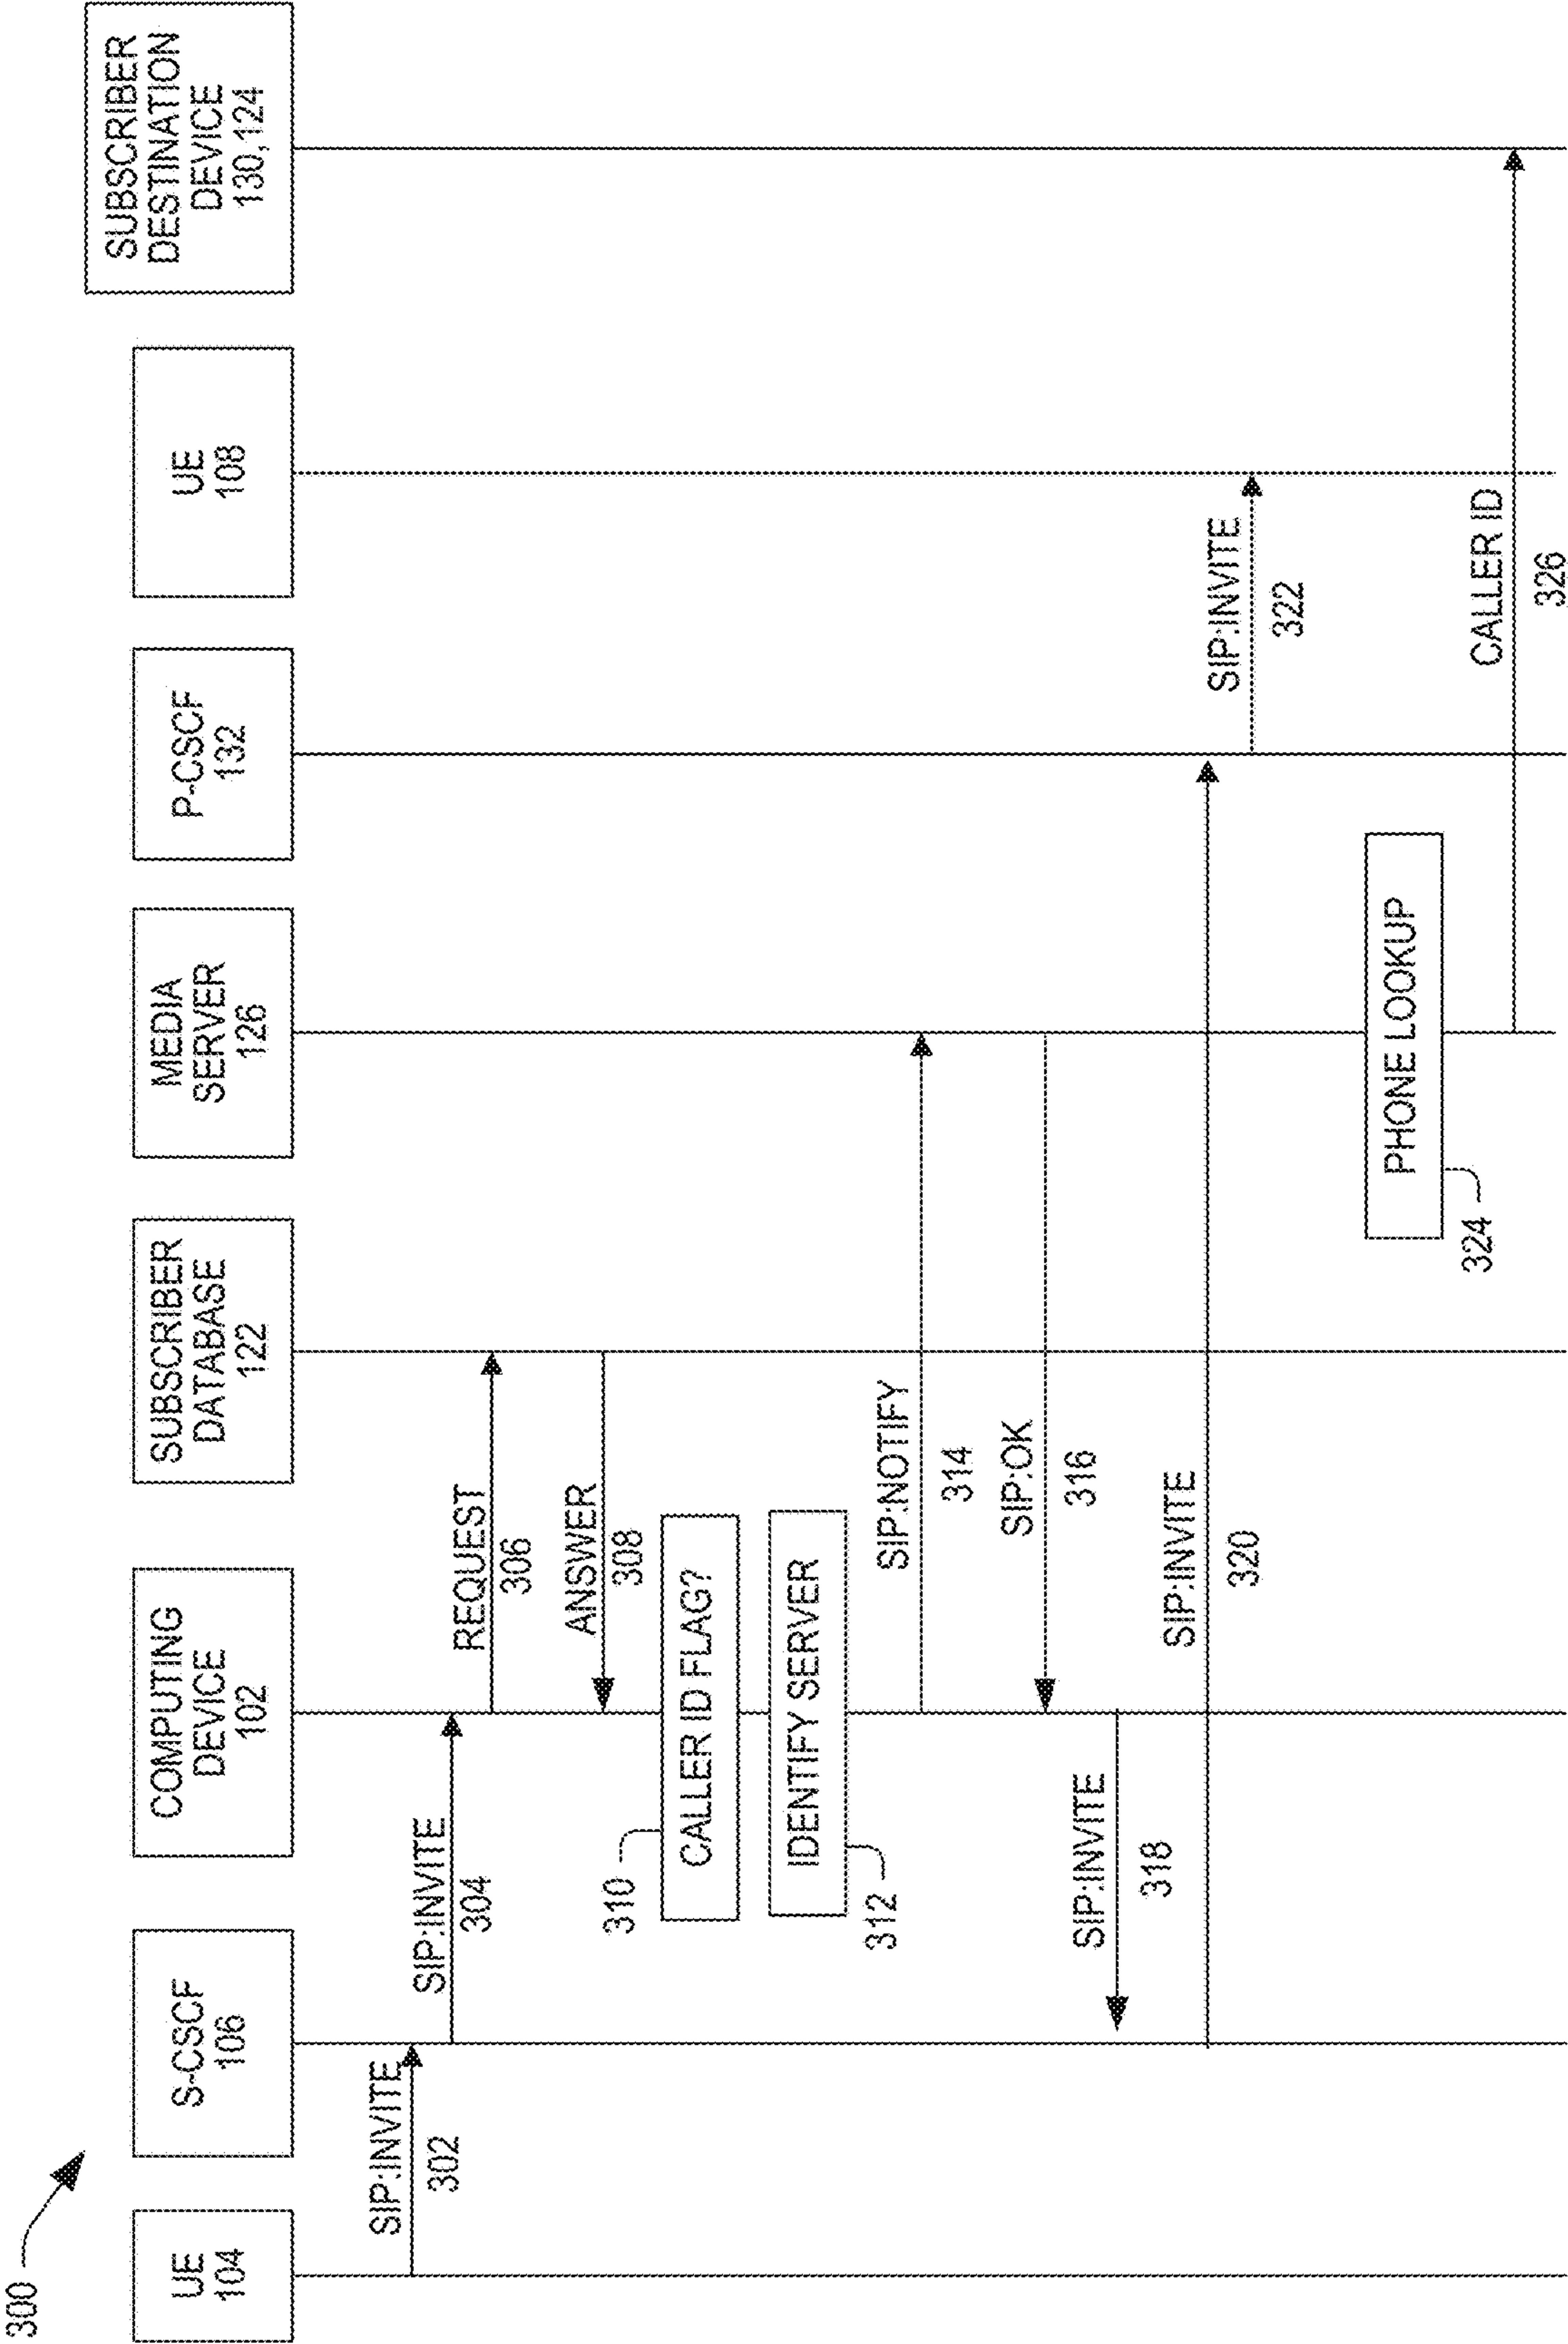 300
UE
104
S-CSCF
106
COMPUTING
DEVICE
102
SUBSCRIBER
DATABASE
122
MEDIA
SERVER
126
P-CSCF
132
UE
108
SUBSCRIBER
DESTINATION
DEVICE
130,124
SIP:INVITE
302
SIP:INVITE
304
REQUEST
306
ANSWER
308
310
CALLER ID FLAG?
IDENTIFY SERVER
312
SIP:NOTIFY
314
SIP:OK
316
SIP:INVITE
318
SIP:INVITE
320
SIP:INVITE
322
PHONE LOOKUP
324
CALLER ID
326